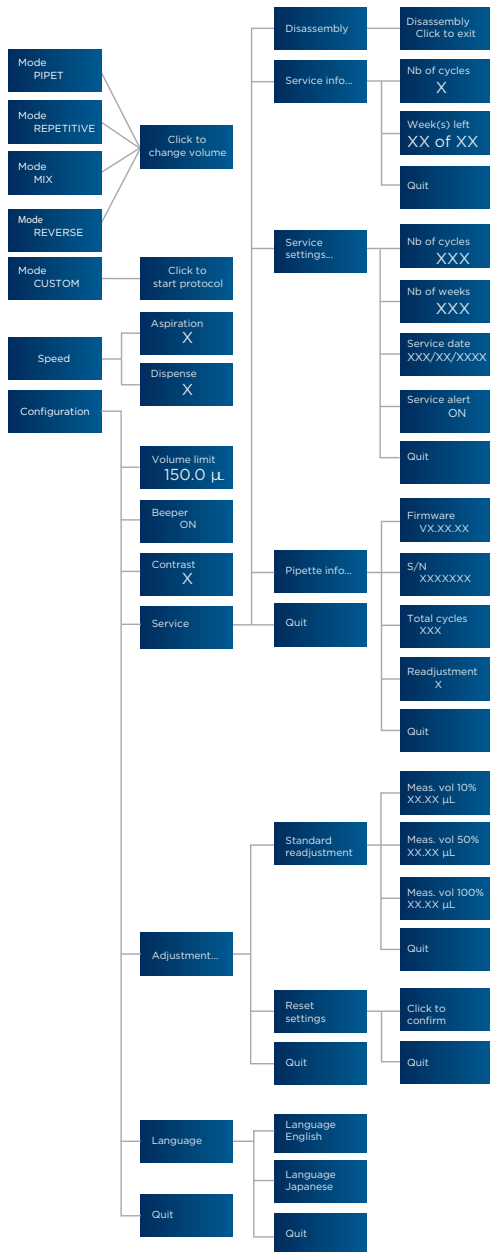 Mode
PIPET
Mode
REPETITIVE
Mode
MIX
Mode
REVERSE
Click to
change volume
Mode
CUSTOM
Click to
start protocol
Speed
Aspiration
X
Dispense
X
Configuration
Volume limit
150.0 µL
Beeper
ON
Contrast
X
Service
Disassembly
Disassembly
Click to exit
Service info...
Nb of cycles
X
Week(s) left
XX of XX
Quit
Service
settings...
Nb of cycles
XXX
Nb of weeks
XXX
Service date
XXX/XX/XXXX
Service alert
ON
Quit
Pipette info...
Firmware
VX.XX.XX
S/N
XXXXXXX
Total cycles
XXX
Readjustment
X
Quit
Quit
Adjustment...
Standard
readjustment
Meas. vol 10%
XX.XX µL
Meas. vol 50%
XX.XX µL
Meas. vol 100%
XX.XX µL
Quit
Reset
settings
Click to
confirm
Quit
Quit
Language
Language
English
Language
Japanese
Quit
Quit